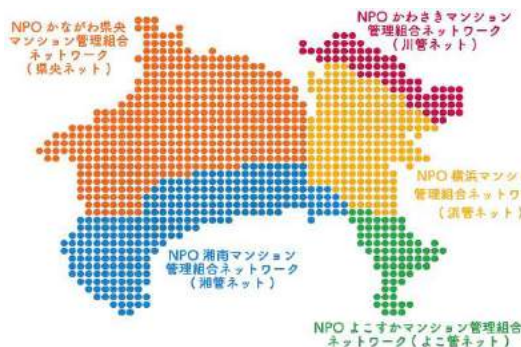 NPO かながわ県央
マンション管理組合
ネットワーク
(県央ネット)
NPO かわさきマンション
管理組合ネットワーク
(川管ネット)
NPO 横浜マンシ
管理組合ネットワ
(浜管ネット)
NPO 湘南マンション
管理組合ネットワーク
(湘管ネット)
NPO よこすかマンション管理組合
ネットワーク(よこ管ネット)